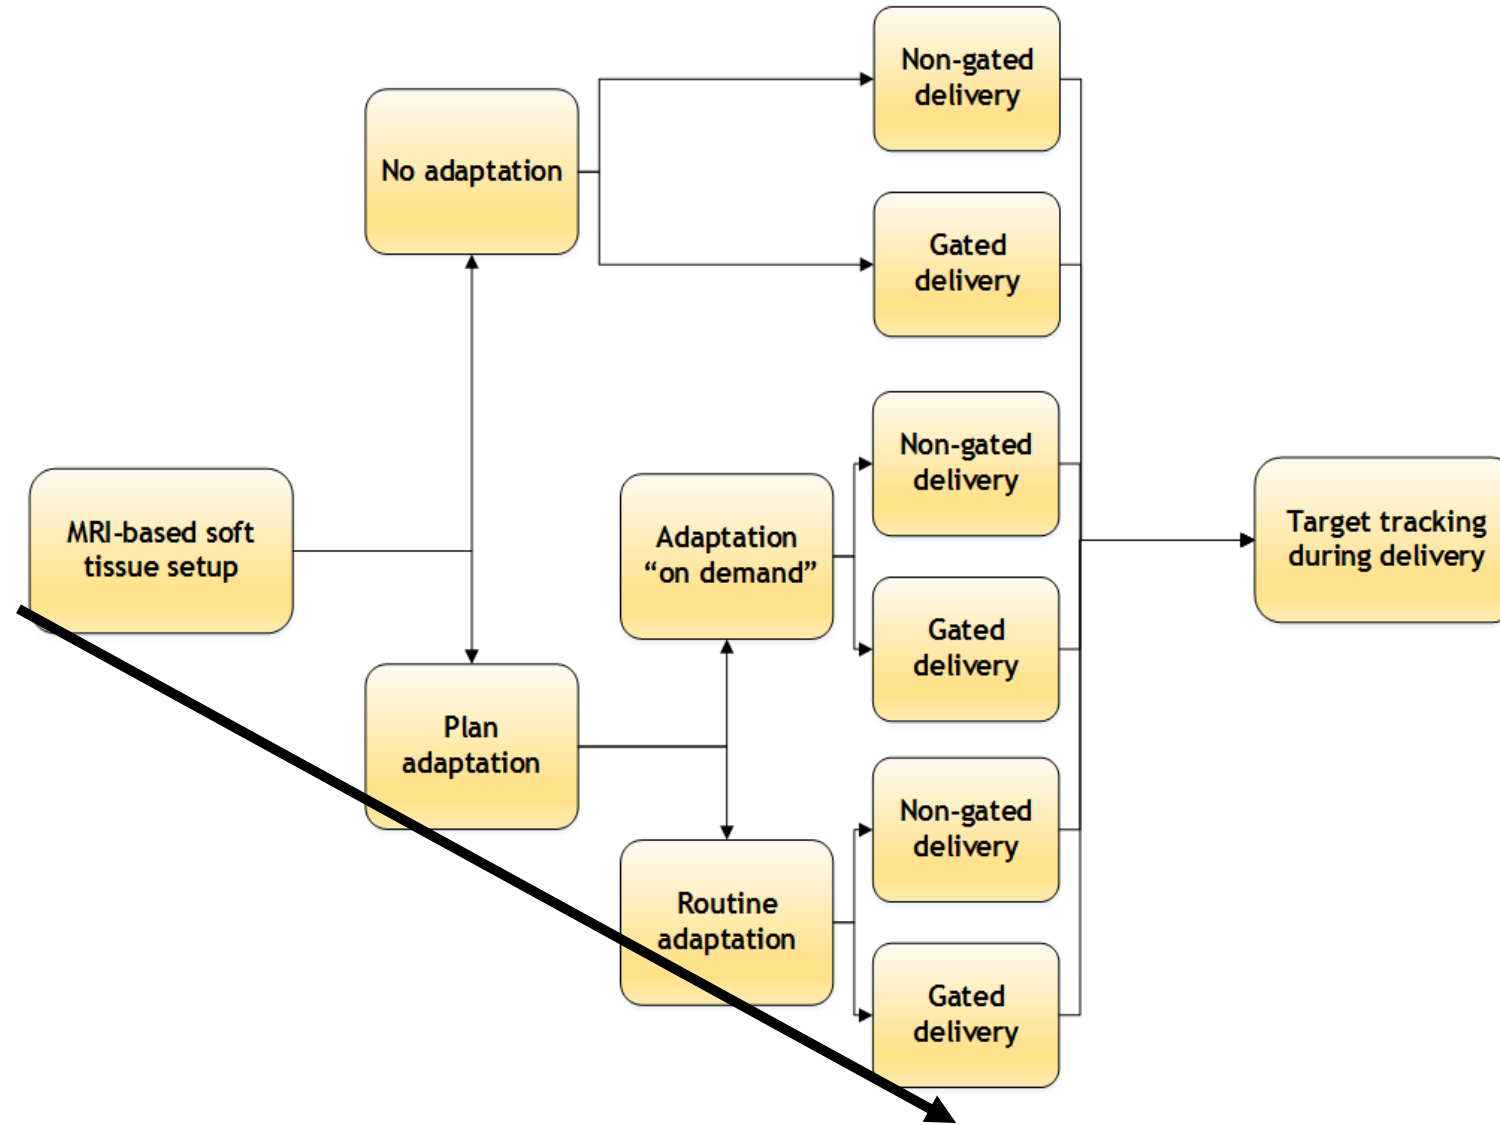 Non-gated
delivery
No adaptation
Gated
delivery
MRI-based soft
tissue setup
Non-gated
delivery
Adaptation
“on demand”
Gated
delivery
Target tracking
during delivery
Plan
adaptation
Non-gated
delivery
Routine
adaptation
Gated
delivery